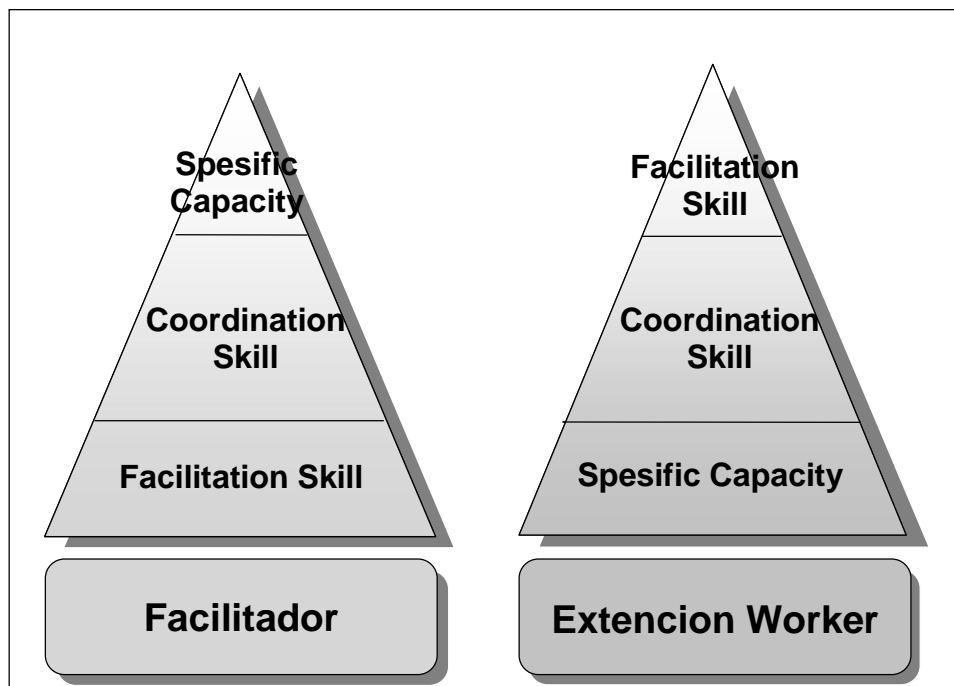 Spesific
Capacity
Coordination
Skill
Facilitation Skill
Facilitador
Facilitation
Skill
Coordination
Skill
Spesific Capacity
Extencion Worker